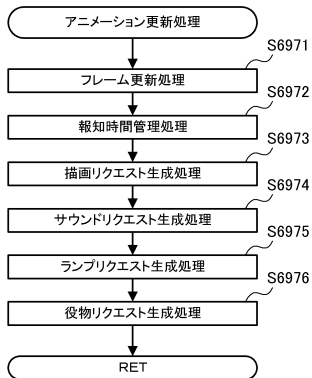 アニメーション更新処理
S6971
フレーム更新処理
S6972
報知時間管理処理
S6973
描画リクエスト生成処理
S6974
サウンドリクエスト生成処理
S6975
ランプリクエスト生成処理
S6976
役物リクエスト生成処理
RET